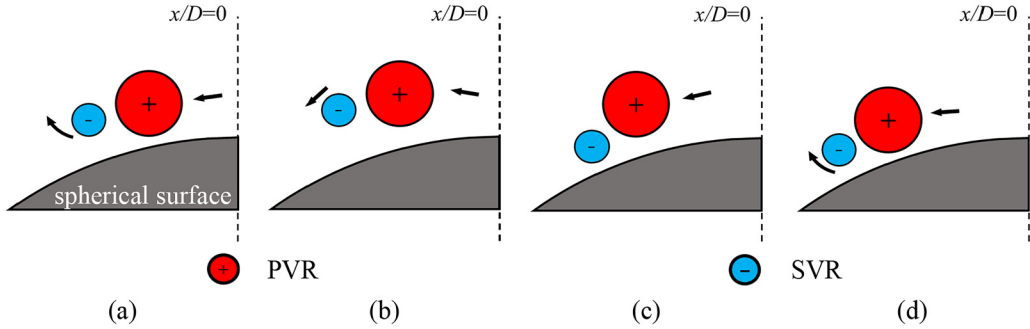 x/D=0 x/D=0 x/D=0 x/D=0
+ - + - + - + -
spherical surface
+ PVR - SVR
(a) (b) (c) (d)